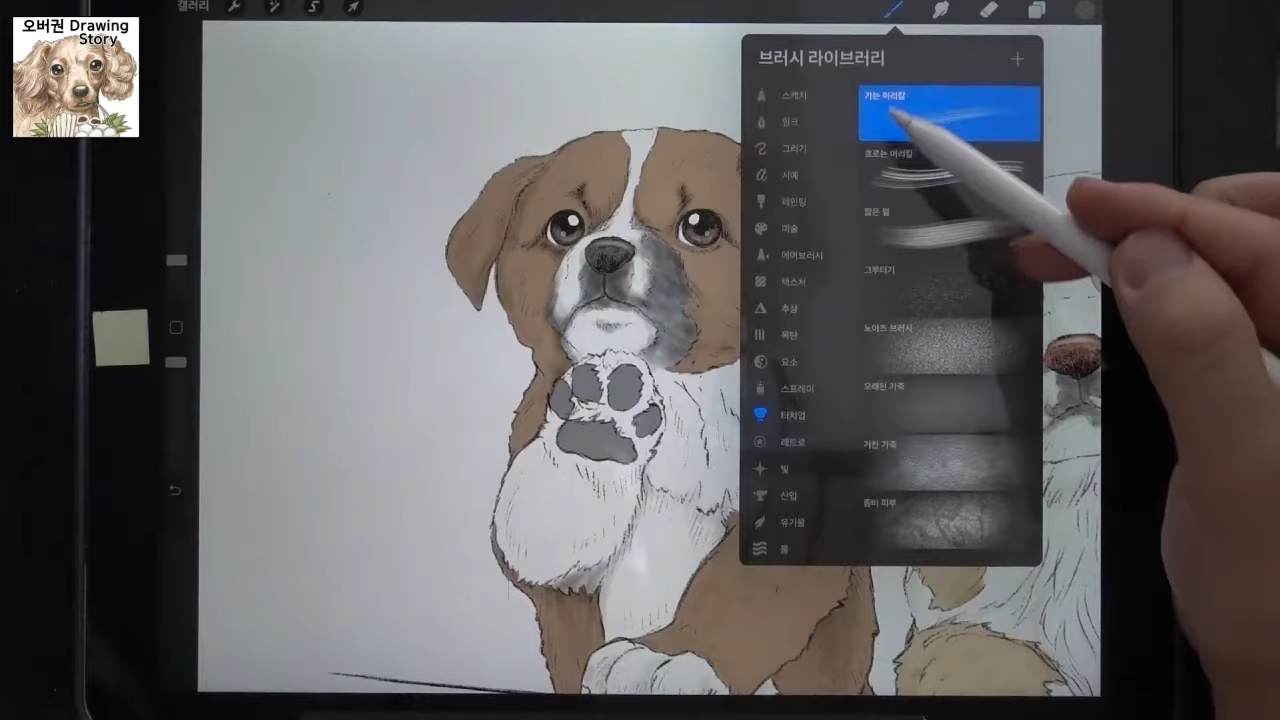 오버권 Drawing
Story
갤러리
브러시 라이브러리
스케치
잉크
그리기
서예
페인팅
미술
에어브러시
텍스처
추상
목탄
요소
스프레이
터치업
레트로
빛
산업
유기물
물
가는 머리칼
흐르는 머리칼
짧은 털
그루터기
노이즈 브러시
오래된 가죽
거친 가죽
좀비 피부